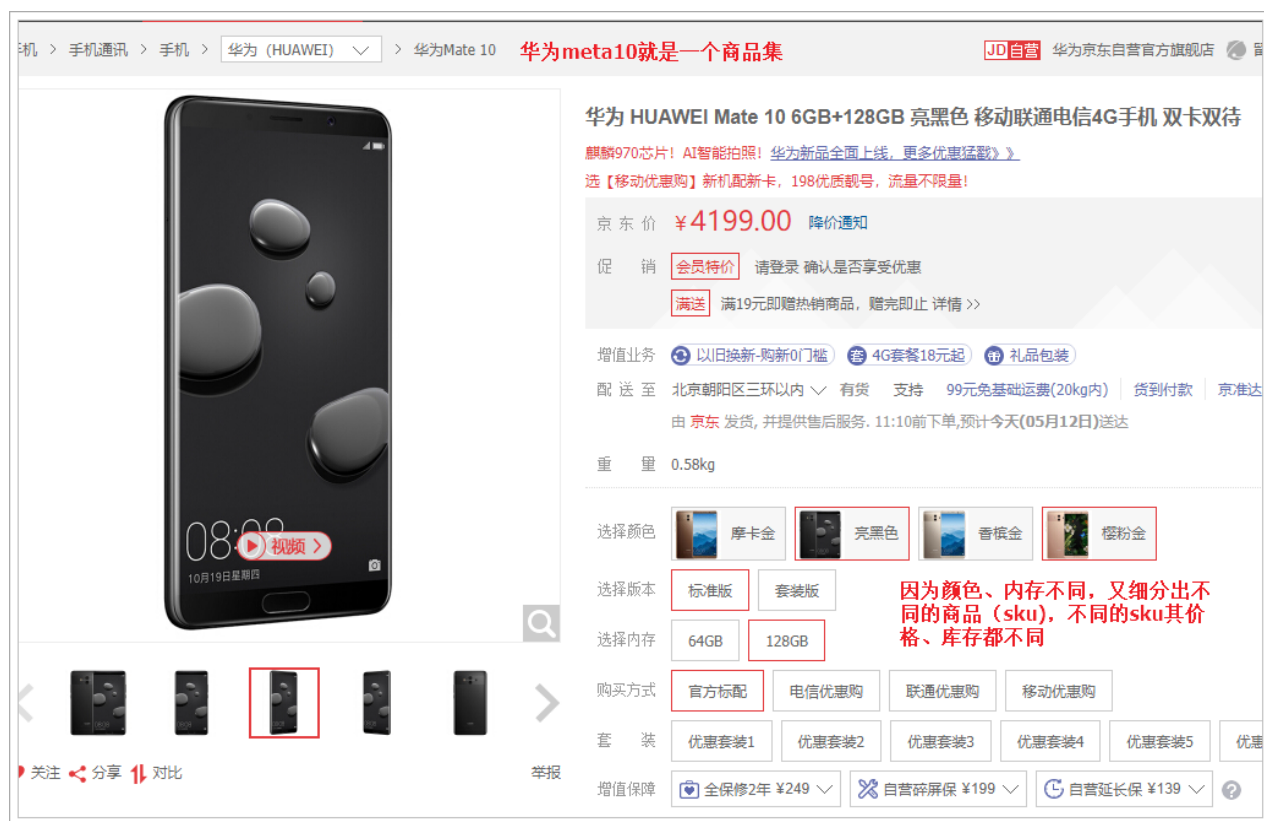 机 > 手机通讯 > 手机 > 华为（HUAWEI） > 华为Mate 10 华为meta10就是一个商品集 JD自营 华为京东自营官方旗舰店
华为 HUAWEI Mate 10 6GB+128GB 亮黑色 移动联通电信4G手机 双卡双待
麒麟970芯片！AI智能拍照！华为新品全面上线，更多优惠猛戳》》
选【移动优惠购】新机配新卡，198优质靓号，流量不限量！
京东价 ￥4199.00 降价通知
促销 会员特价 请登录 确认是否享受优惠
满送 满19元即赠热销商品，赠完即止 详情 >>
增值业务 以旧换新-购新0门槛 套 4G套餐18元起 礼品包装
配送至 北京朝阳区三环以内 有货 支持 99元免基础运费(20kg内) 货到付款 京准达
由 京东 发货, 并提供售后服务. 11:10前下单,预计今天(05月12日)送达
重量 0.58kg
选择颜色 摩卡金 亮黑色 香槟金 樱粉金
选择版本 标准版 套装版
因为颜色、内存不同，又细分出不
同的商品（sku)，不同的sku其价
格、库存都不同
选择内存 64GB 128GB
购买方式 官方标配 电信优惠购 联通优惠购 移动优惠购
套装 优惠套装1 优惠套装2 优惠套装3 优惠套装4 优惠套装5 优惠
增值保障 全保修2年 ¥249 自营碎屏保 ¥199 自营延长保 ¥139 ?
08:08
视频 >
10月19日星期四
关注 分享 对比 举报